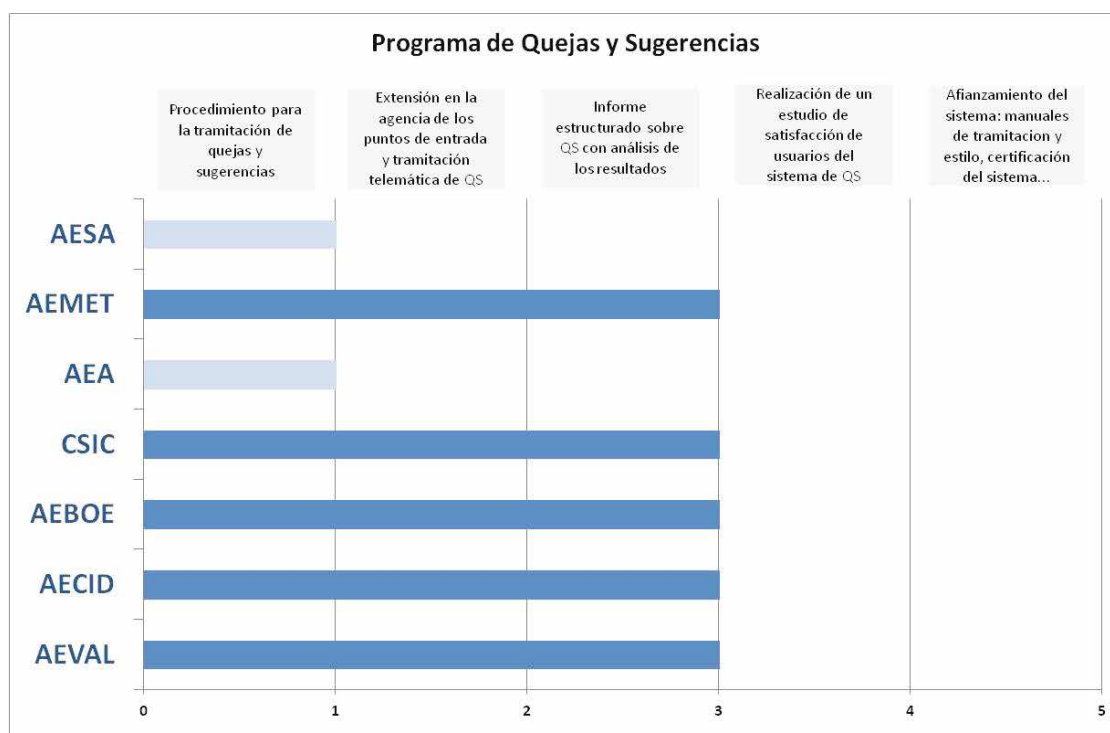 Programa de Quejas y Sugerencias
Procedimiento para
la tramitación de
quejas y
sugerencias
Extensión en la
agencia de los
puntos de entrada
y tramitación
telemática de QS
Informe
estructurado sobre
QS con análisis de
los resultados
Realización de un
estudio de
satisfacción de
usuarios del
sistema de QS
Afianzamiento del
sistema: manuales
de tramitacion y
estilo, certificación
del sistema...
AESA
AEMET
AEA
CSIC
AEBOE
AECID
AEVAL
0 1 2 3 4 5